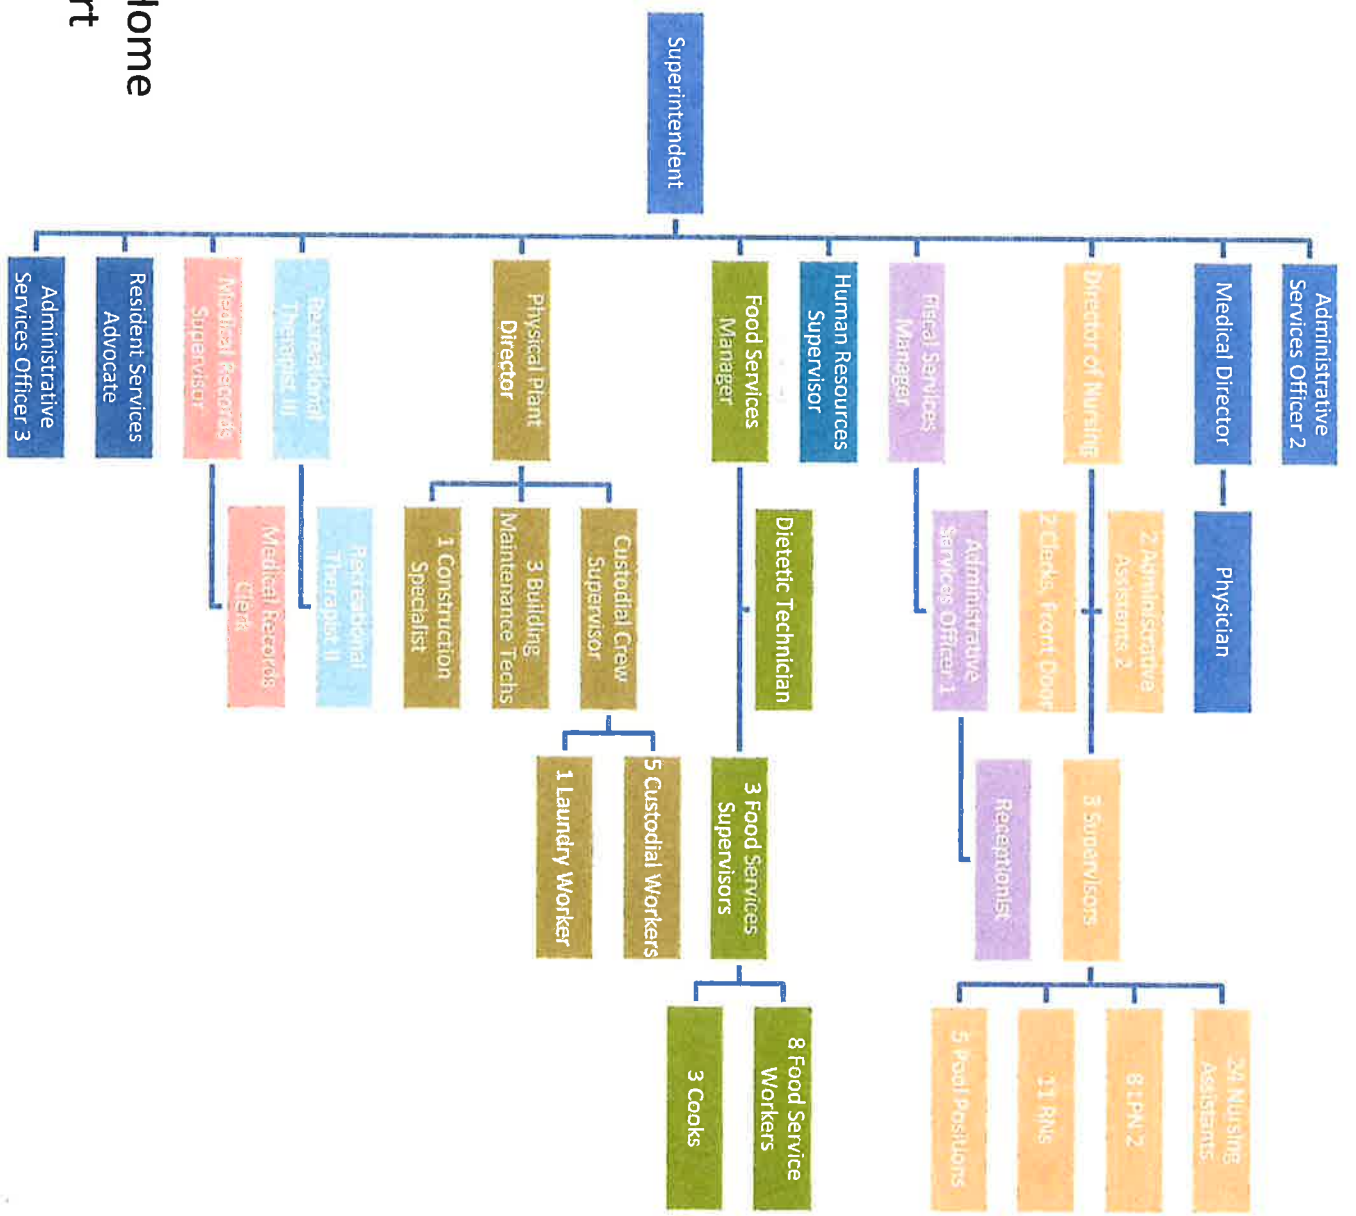 Home
rt
Superintendent
Administrative
Services Officer 3
Resident Services
Advocate
Medical Records
Supervisor
Medical Records
Clerk
Recreational
Therapist III
Recreational
Therapist II
Physical Plant
Director
1 Construction
Specialist
3 Building
Maintenance Techs
Custodial Crew
Supervisor
1 Laundry Worker
5 Custodial Workers
Food Services
Manager
Dietetic Technician
3 Food Services
Supervisors
3 Cooks
8 Food Service
Workers
Human Resources
Supervisor
Fiscal Services
Manager
Administrative
Services Officer 1
Receptionist
Director of Nursing
2 Clerks, Front Door
2 Administrative
Assistants 2
Supervisors
5 Pool Positions
11 RNs
8 LPN 2
24 Nursing
Assistants
Medical Director
Physician
Administrative
Services Officer 2